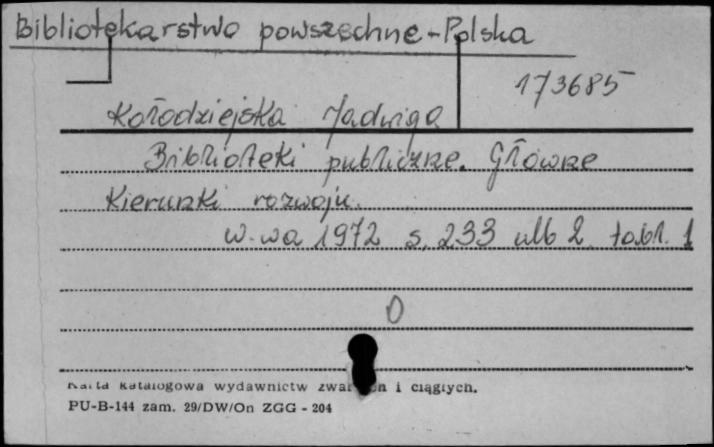 Bibliotekarstwo powszechne - Polska
173685
Kołodziejska Jadwiga
Biblioteki publiczne. Główne
kierunki rozwoju.
W-wa 1972 s. 233 ulb 2. tabl. 1
0
Karta katalogowa wydawnictw i ciągłych.
PU-B-144 zam. 29/DW/On ZGG - 204